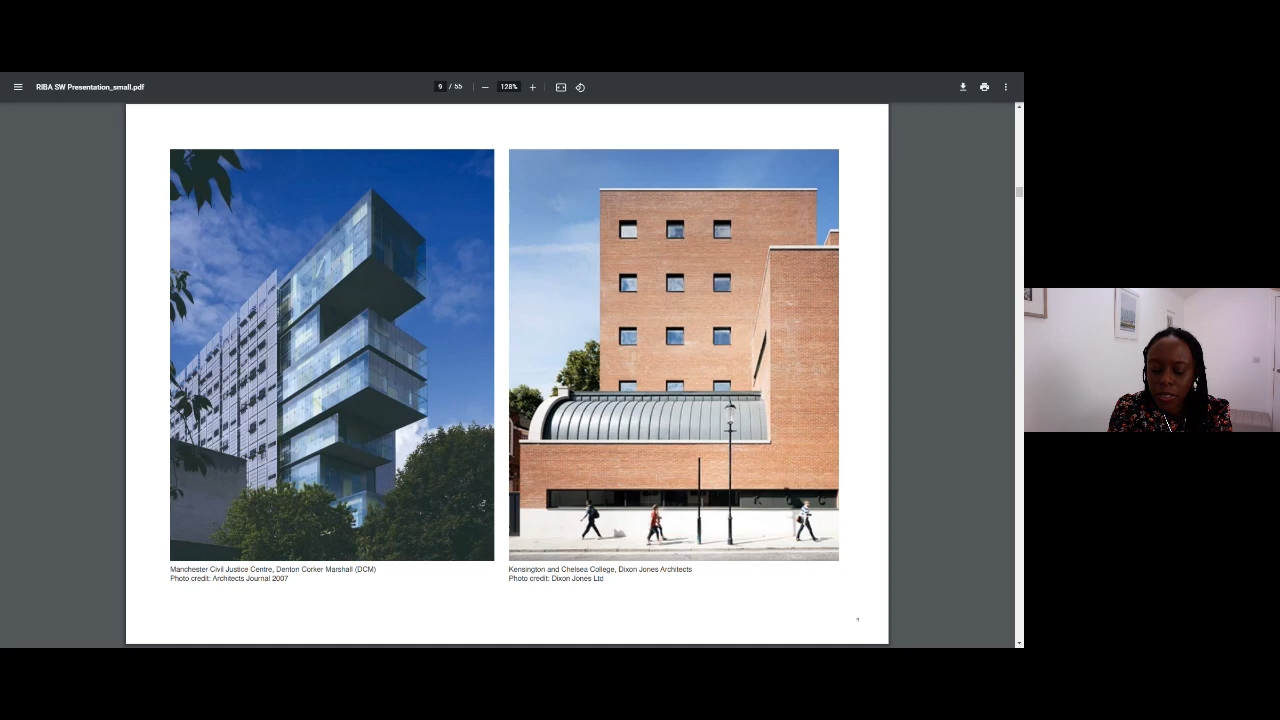 RIBA SW Presentation_small.pdf
9 / 55
128%
Manchester Civil Justice Centre, Denton Corker Marshall (DCM)
Photo credit: Architects Journal 2007
Kensington and Chelsea College, Dixon Jones Architects
Photo credit: Dixon Jones Ltd
9